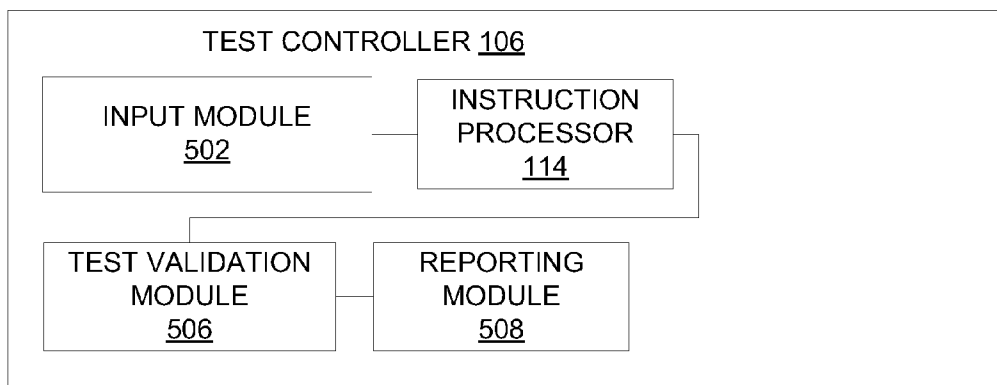 TEST CONTROLLER 106
INPUT MODULE
502
INSTRUCTION
PROCESSOR
114
TEST VALIDATION
MODULE
506
REPORTING
MODULE
508